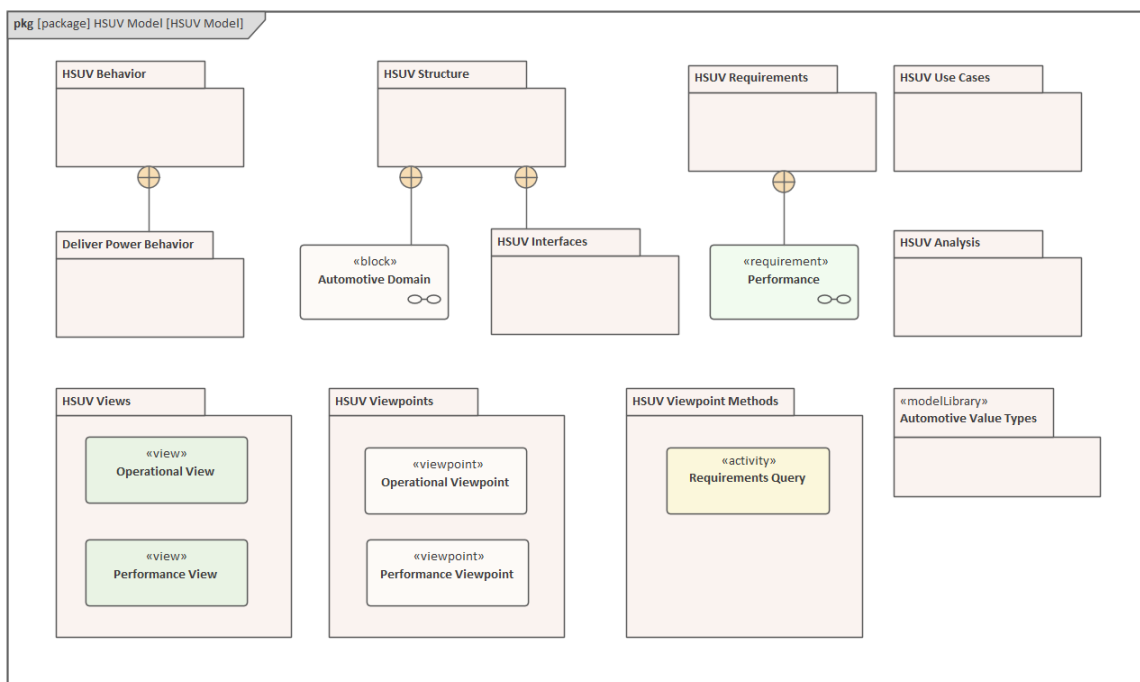 pkg [package] HSUV Model [HSUV Model]
HSUV Behavior
HSUV Structure
HSUV Requirements
HSUV Use Cases
Deliver Power Behavior
«block»
Automotive Domain
HSUV Interfaces
«requirement»
Performance
HSUV Analysis
HSUV Views
«view»
Operational View
«view»
Performance View
HSUV Viewpoints
«viewpoint»
Operational Viewpoint
«viewpoint»
Performance Viewpoint
HSUV Viewpoint Methods
«activity»
Requirements Query
«modelLibrary»
Automotive Value Types